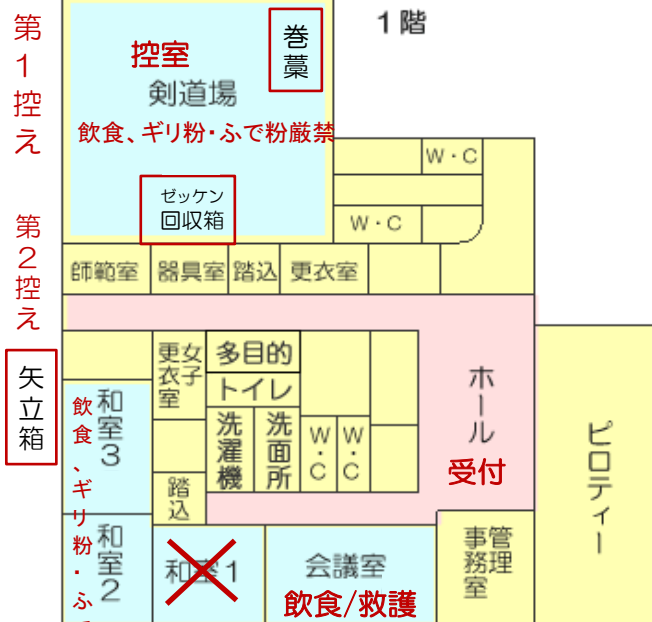 1階
第1控え
第2控え
矢立箱
控室
巻藁
剣道場
飲食、ギリ粉・ふで粉厳禁
ゼッケン
回収箱
W・C
W・C
師範室
器具室
踏込
更衣室
女子
更衣室
多目的
トイレ
洗濯機
洗面所
W・C
W・C
踏込
ホール
受付
ピロティー
和室3
和室2
飲食、ギリ粉・ふ
和室1
会議室
飲食/救護
管理
事務室